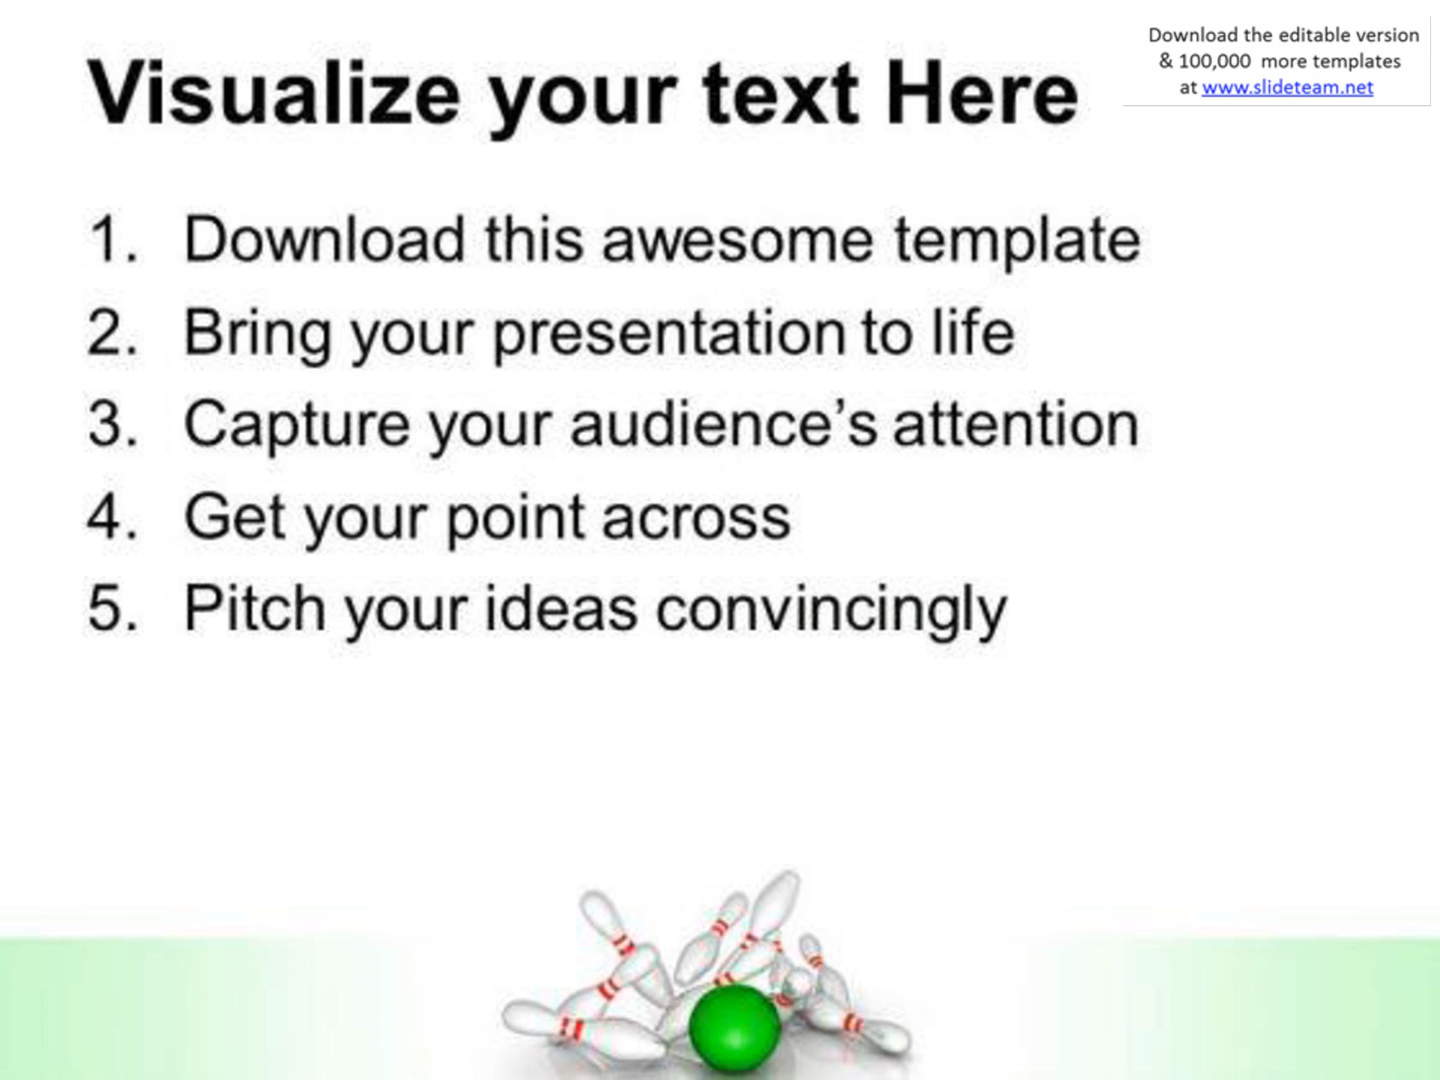 Download the editable version
& 100,000 more templates
at www.slideteam.net
Visualize your text Here
1. Download this awesome template
2. Bring your presentation to life
3. Capture your audience’s attention
4. Get your point across
5. Pitch your ideas convincingly